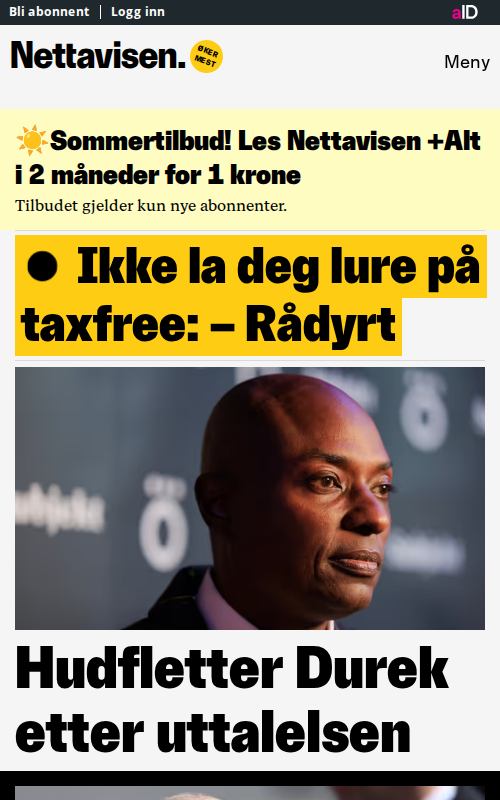 Bli abonnent | Logg inn
aID
Nettavisen.
ØKER
MEST
Meny
☀️Sommertilbud! Les Nettavisen +Alt
i 2 måneder for 1 krone
Tilbudet gjelder kun nye abonnenter.
● Ikke la deg lure på
taxfree: – Rådyrt
Hudfletter Durek
etter uttalelsen